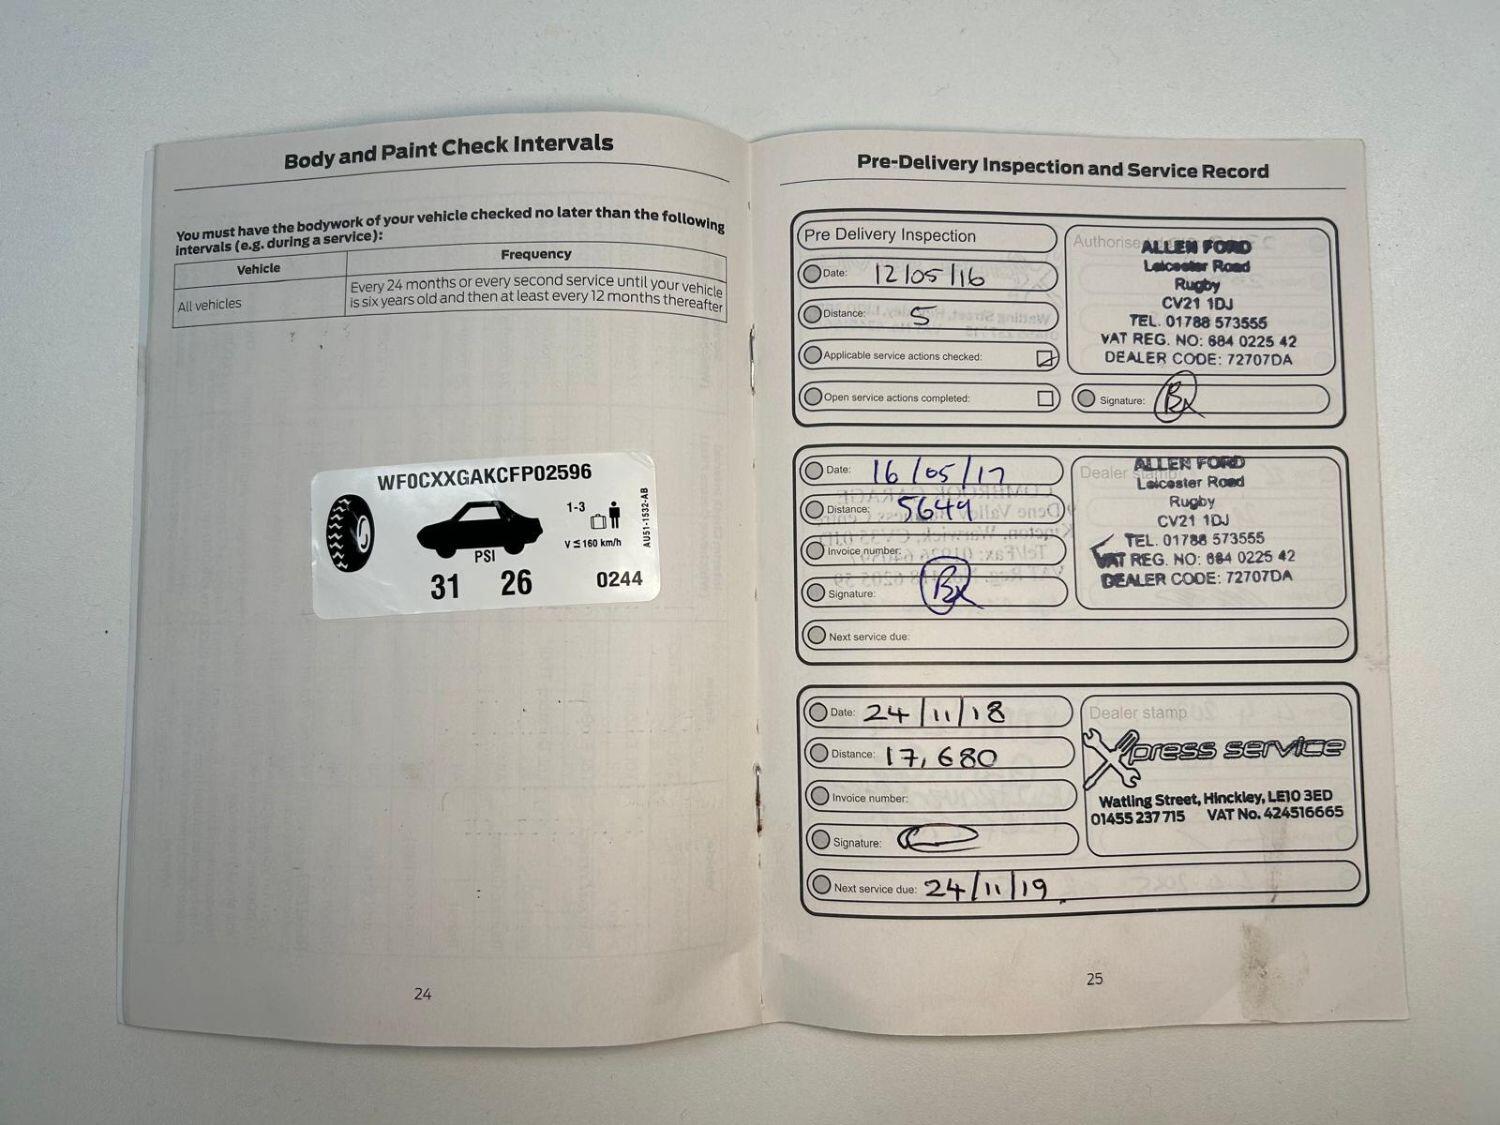 Body and Paint Check Intervals
You must have the bodywork of your vehicle checked no later than the following
intervals (e.g. during a service):
Vehicle
Frequency
All vehicles
Every 24 months or every second service until your vehicle
is six years old and then at least every 12 months thereafter
WF0CXXGAKCFP02596
1-3
V ≤ 160 km/h
AU51-1532-AB
PSI
31 26 0244
24
Pre-Delivery Inspection and Service Record
Pre Delivery Inspection
Date: 12/05/16
Distance: 5
Applicable service actions checked:
Open service actions completed:
ALLEN FORD
Leicester Road
Rugby
CV21 1DJ
TEL. 01788 573555
VAT REG. NO: 684 0225 42
DEALER CODE: 72707DA
Signature:
Date: 16/05/17
Distance: 5649
Invoice number:
Signature:
Next service due:
Dealer
ALLEN FORD
Leicester Road
Rugby
CV21 1DJ
TEL. 01788 573555
VAT REG. NO: 684 0225 42
DEALER CODE: 72707DA
Date: 24/11/18
Distance: 17,680
Invoice number:
Signature:
Next service due: 24/11/19
Dealer stamp
Xpress service
Watling Street, Hinckley, LE10 3ED
01455 237 715 VAT No. 424516665
25